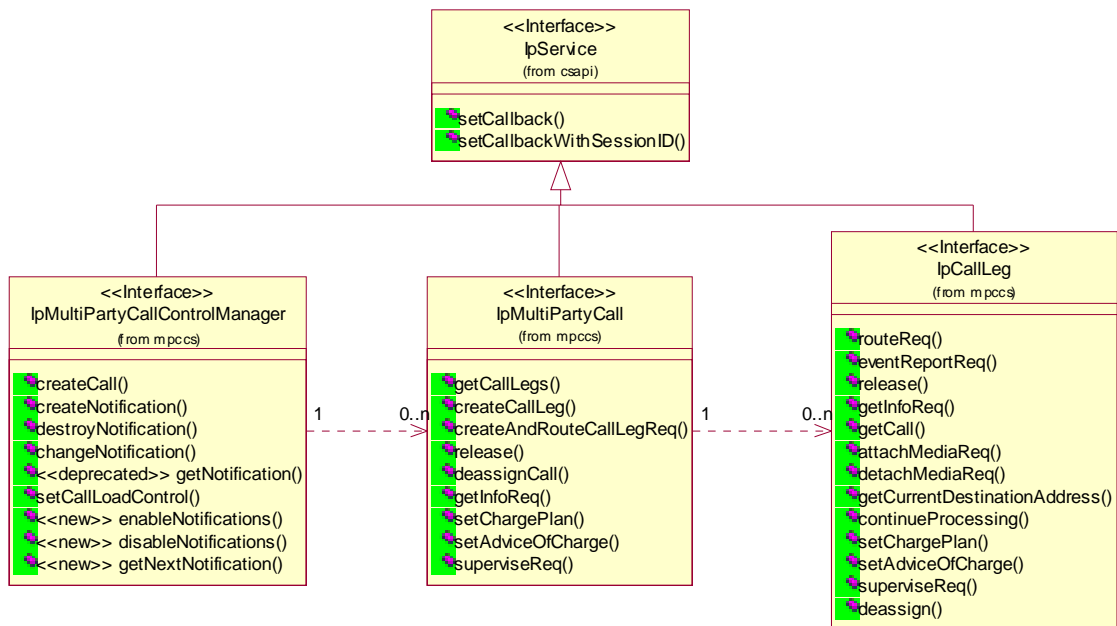 <<Interface>>
IpService
(from csapi)
setCallback()
setCallbackWithSessionID()
<<Interface>>
IpMultiPartyCallControlManager
(from mpccs)
createCall()
createNotification()
destroyNotification()
changeNotification()
<<deprecated>> getNotification()
setCallLoadControl()
<<new>> enableNotifications()
<<new>> disableNotifications()
<<new>> getNextNotification()
1
0..n
<<Interface>>
IpMultiPartyCall
(from mpccs)
getCallLegs()
createCallLeg()
createAndRouteCallLegReq()
release()
deassignCall()
getInfoReq()
setChargePlan()
setAdviceOfCharge()
superviseReq()
1
0..n
<<Interface>>
IpCallLeg
(from mpccs)
routeReq()
eventReportReq()
release()
getInfoReq()
getCall()
attachMediaReq()
detachMediaReq()
getCurrentDestinationAddress()
continueProcessing()
setChargePlan()
setAdviceOfCharge()
superviseReq()
deassign()